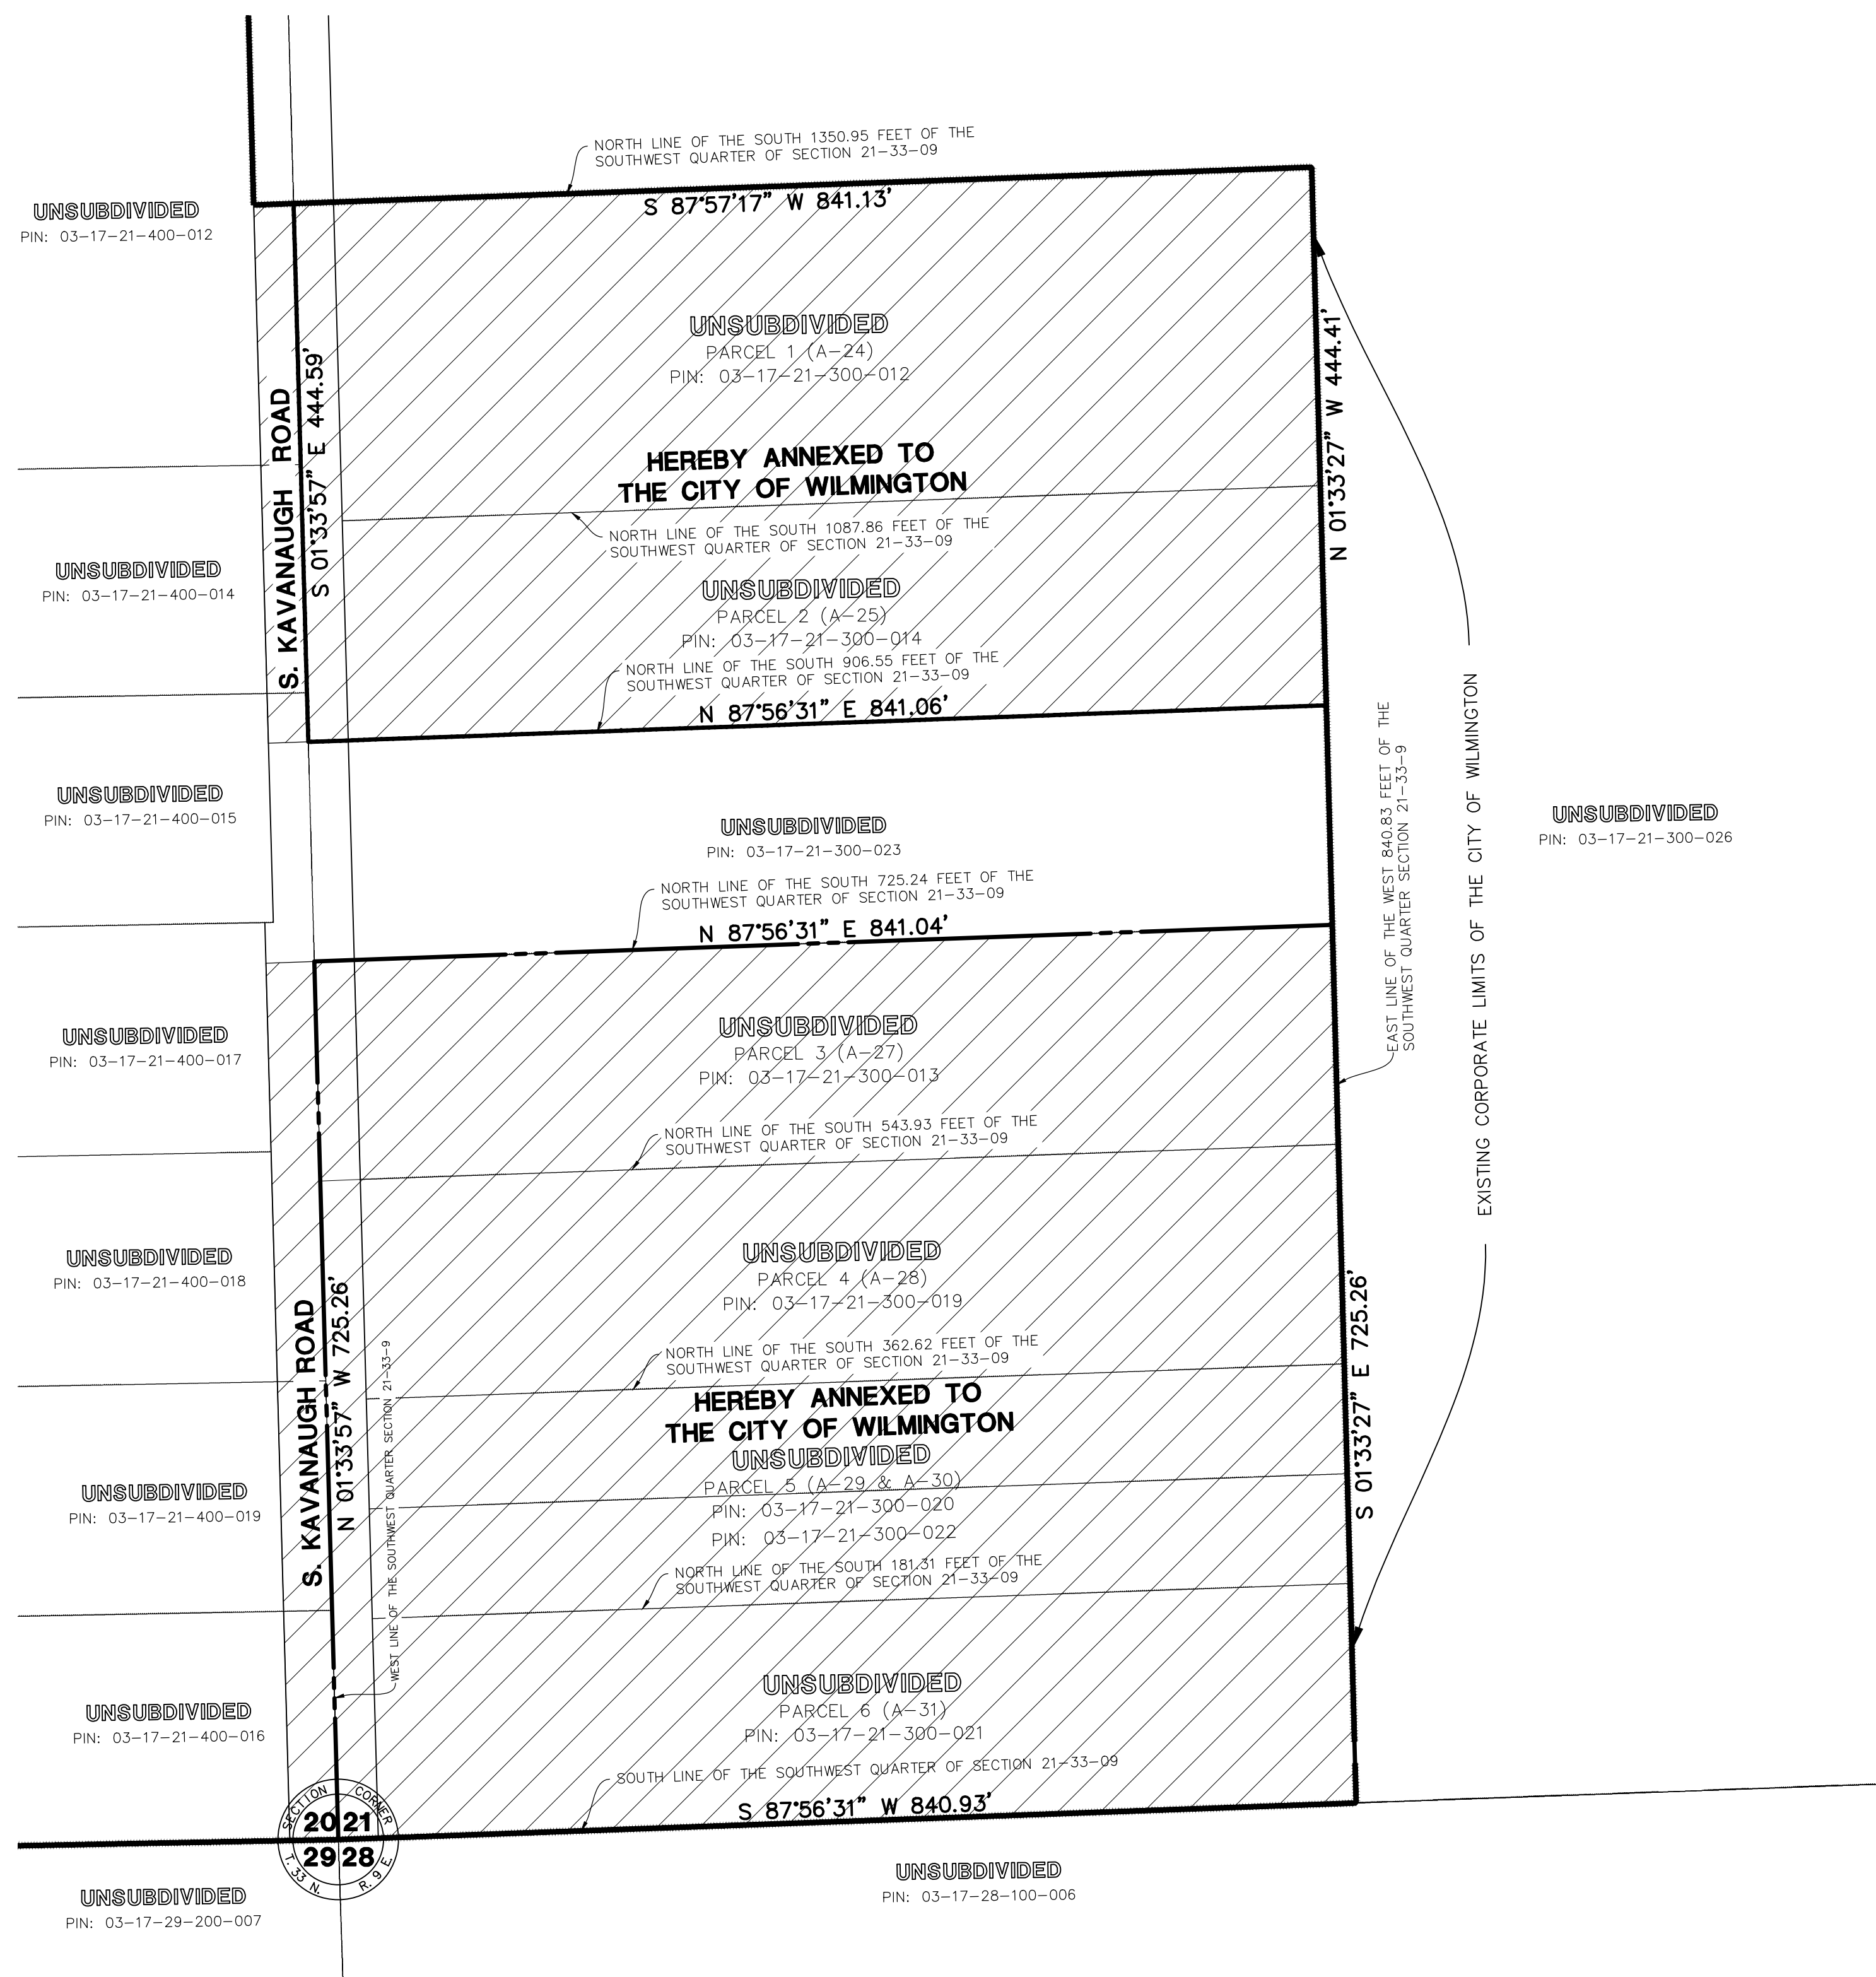 NORTH LINE OF THE SOUTH 1350.95 FEET OF THE
SOUTHWEST QUARTER OF SECTION 21-33-09
S 87°57'17" W 841.13'
UNSUBDIVIDED
PIN: 03-17-21-400-012
UNSUBDIVIDED
PARCEL 1 (A-24)
PIN: 03-17-21-300-012
S. KAVANAUGH ROAD
S 01°33'57" E 444.59'
N 01°33'27" W 444.41'
HEREBY ANNEXED TO
THE CITY OF WILMINGTON
NORTH LINE OF THE SOUTH 1087.86 FEET OF THE
SOUTHWEST QUARTER OF SECTION 21-33-09
UNSUBDIVIDED
PIN: 03-17-21-400-014
UNSUBDIVIDED
PARCEL 2 (A-25)
PIN: 03-17-21-300-014
NORTH LINE OF THE SOUTH 906.55 FEET OF THE
SOUTHWEST QUARTER OF SECTION 21-33-09
N 87°56'31" E 841.06'
UNSUBDIVIDED
PIN: 03-17-21-400-015
UNSUBDIVIDED
PIN: 03-17-21-300-023
EAST LINE OF THE WEST 840.83 FEET OF THE
SOUTHWEST QUARTER SECTION 21-33-9
EXISTING CORPORATE LIMITS OF THE CITY OF WILMINGTON
UNSUBDIVIDED
PIN: 03-17-21-300-026
NORTH LINE OF THE SOUTH 725.24 FEET OF THE
SOUTHWEST QUARTER OF SECTION 21-33-09
N 87°56'31" E 841.04'
UNSUBDIVIDED
PIN: 03-17-21-400-017
UNSUBDIVIDED
PARCEL 3 (A-27)
PIN: 03-17-21-300-013
NORTH LINE OF THE SOUTH 543.93 FEET OF THE
SOUTHWEST QUARTER OF SECTION 21-33-09
UNSUBDIVIDED
PIN: 03-17-21-400-018
UNSUBDIVIDED
PARCEL 4 (A-28)
PIN: 03-17-21-300-019
S. KAVANAUGH ROAD
N 01°33'57" W 725.26'
WEST LINE OF THE SOUTHWEST QUARTER SECTION 21-33-9
S 01°33'27" E 725.26'
NORTH LINE OF THE SOUTH 362.62 FEET OF THE
SOUTHWEST QUARTER OF SECTION 21-33-09
HEREBY ANNEXED TO
THE CITY OF WILMINGTON
UNSUBDIVIDED
PARCEL 5 (A-29 & A-30)
PIN: 03-17-21-300-020
PIN: 03-17-21-300-022
UNSUBDIVIDED
PIN: 03-17-21-400-019
NORTH LINE OF THE SOUTH 181.31 FEET OF THE
SOUTHWEST QUARTER OF SECTION 21-33-09
UNSUBDIVIDED
PIN: 03-17-21-400-016
UNSUBDIVIDED
PARCEL 6 (A-31)
PIN: 03-17-21-300-021
SOUTH LINE OF THE SOUTHWEST QUARTER OF SECTION 21-33-09
S 87°56'31" W 840.93'
SECTION CORNER
20 21
29 28
T. 33 N. R. 9 E.
UNSUBDIVIDED
PIN: 03-17-28-100-006
UNSUBDIVIDED
PIN: 03-17-29-200-007